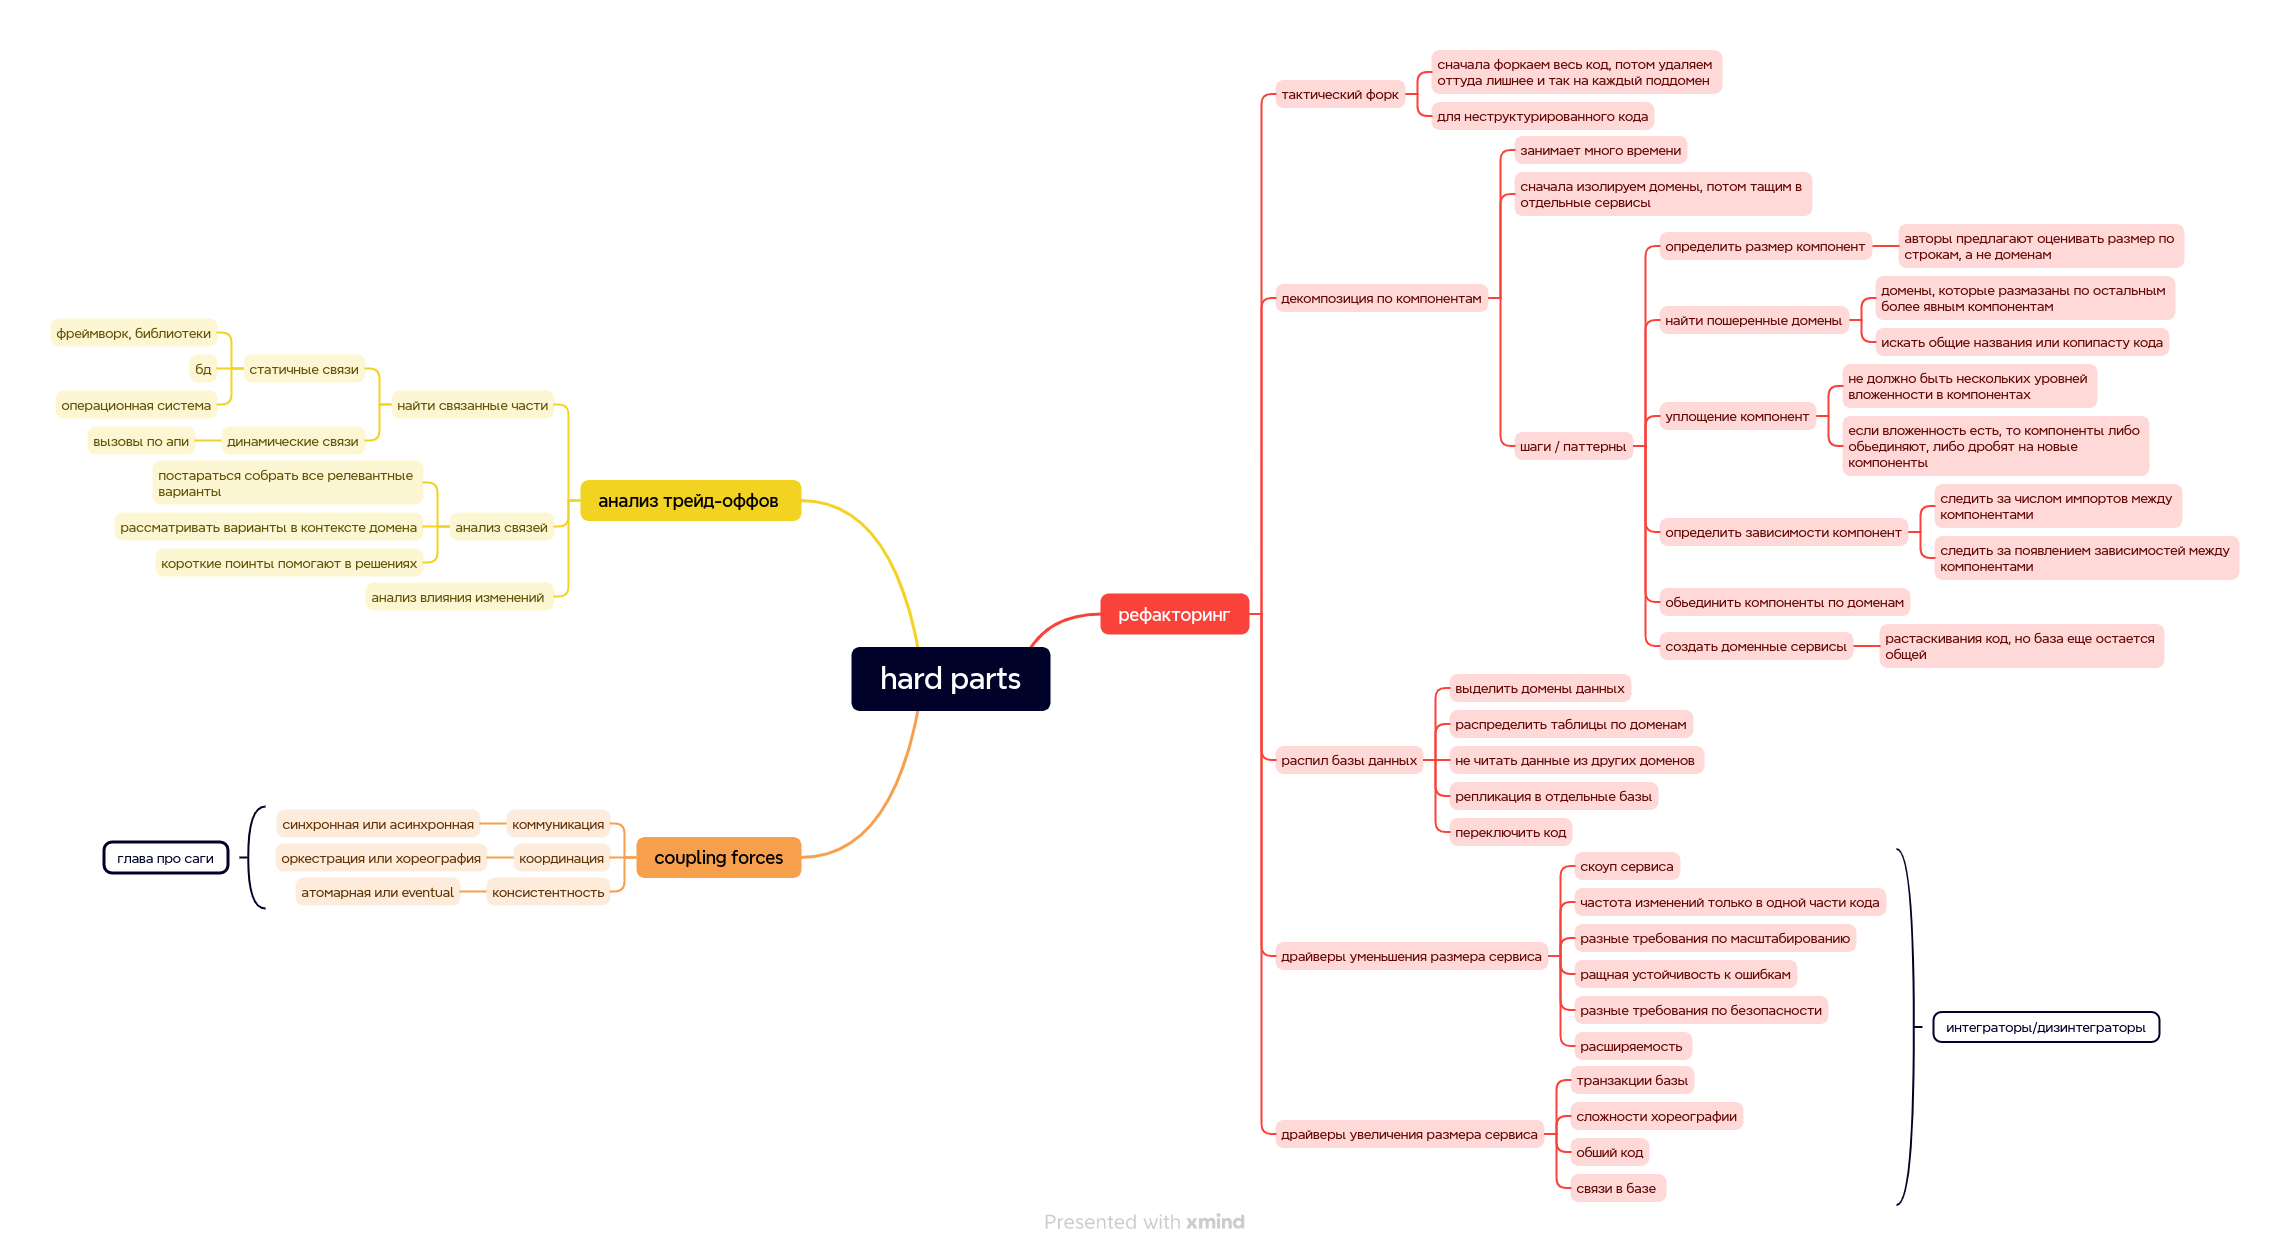 hard parts
рефакторинг
тактический форк
сначала форкаем весь код, потом удаляем
оттуда лишнее и так на каждый поддомен
для неструктурированного кода
декомпозиция по компонентам
занимает много времени
сначала изолируем домены, потом тащим в
отдельные сервисы
шаги / паттерны
определить размер компонент
авторы предлагают оценивать размер по
строкам, а не доменам
найти пошеренные домены
домены, которые размазаны по остальным
более явным компонентам
искать общие названия или копипасту кода
уплощение компонент
не должно быть нескольких уровней
вложенности в компонентах
если вложенность есть, то компоненты либо
обьединяют, либо дробят на новые
компоненты
определить зависимости компонент
следить за числом импортов между
компонентами
следить за появлением зависимостей между
компонентами
обьединить компоненты по доменам
создать доменные сервисы
растаскивания код, но база еще остается
общей
распил базы данных
выделить домены данных
распределить таблицы по доменам
не читать данные из других доменов
репликация в отдельные базы
переключить код
драйверы уменьшения размера сервиса
скоуп сервиса
частота изменений только в одной части кода
разные требования по масштабированию
ращная устойчивость к ошибкам
разные требования по безопасности
расширяемость
драйверы увеличения размера сервиса
транзакции базы
сложности хореографии
обший код
связи в базе
интеграторы/дизинтеграторы
анализ трейд-оффов
найти связанные части
статичные связи
фреймворк, библиотеки
бд
операционная система
динамические связи
вызовы по апи
анализ связей
постараться собрать все релевантные
варианты
рассматривать варианты в контексте домена
короткие поинты помогают в решениях
анализ влияния изменений
coupling forces
коммуникация
синхронная или асинхронная
координация
оркестрация или хореография
консистентность
атомарная или eventual
глава про саги
Presented with xmind